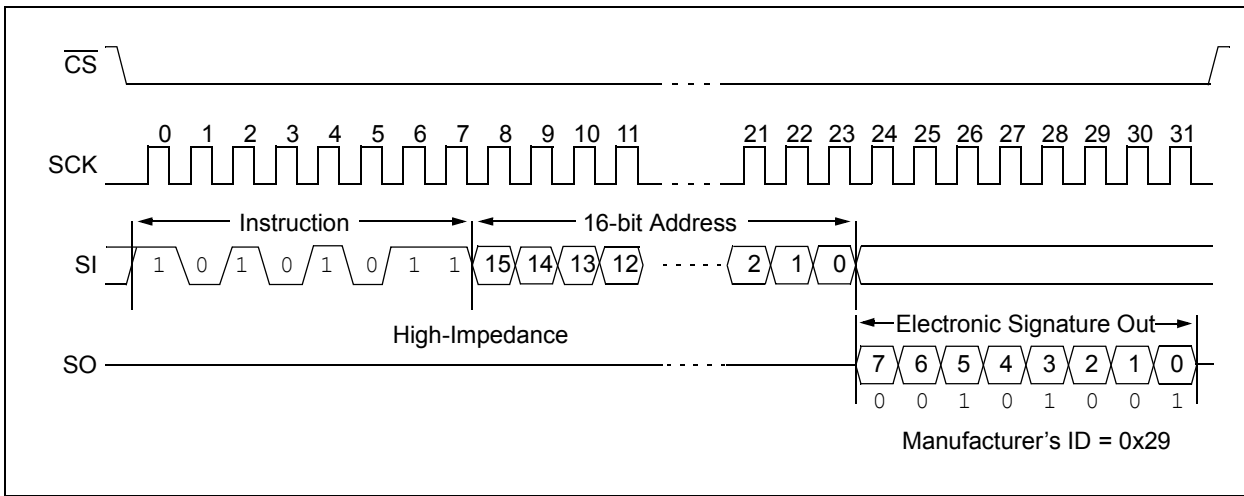 CS
0 1 2 3 4 5 6 7 8 9 10 11 21 22 23 24 25 26 27 28 29 30 31
SCK
Instruction 16-bit Address
SI 1 0 1 0 1 0 1 1 15 14 13 12 2 1 0
High-Impedance Electronic Signature Out
SO 7 6 5 4 3 2 1 0
0 0 1 0 1 0 0 1
Manufacturer's ID = 0x29